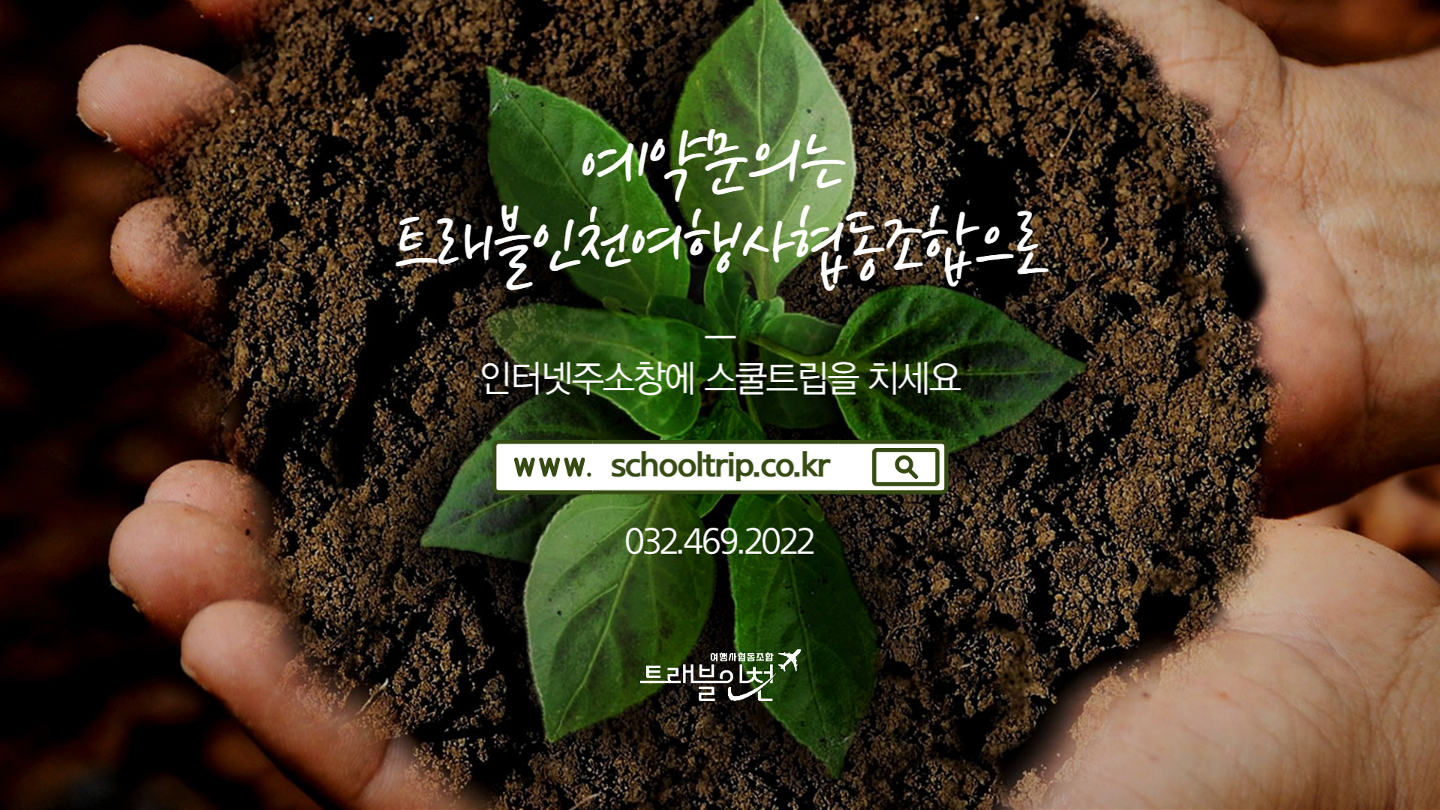 예약문의는
트래블인천여행사협동조합으로
인터넷주소창에 스쿨트립을 치세요
www. schooltrip.co.kr
032.469.2022
여행사협동조합
트래블인천